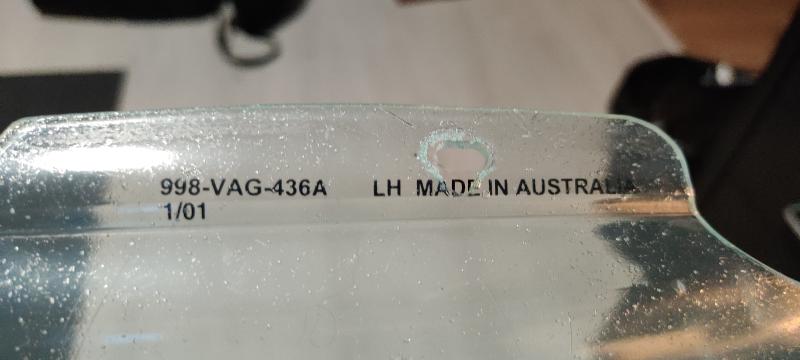 998-VAG-436A LH MADE IN AUSTRALIA
1/01